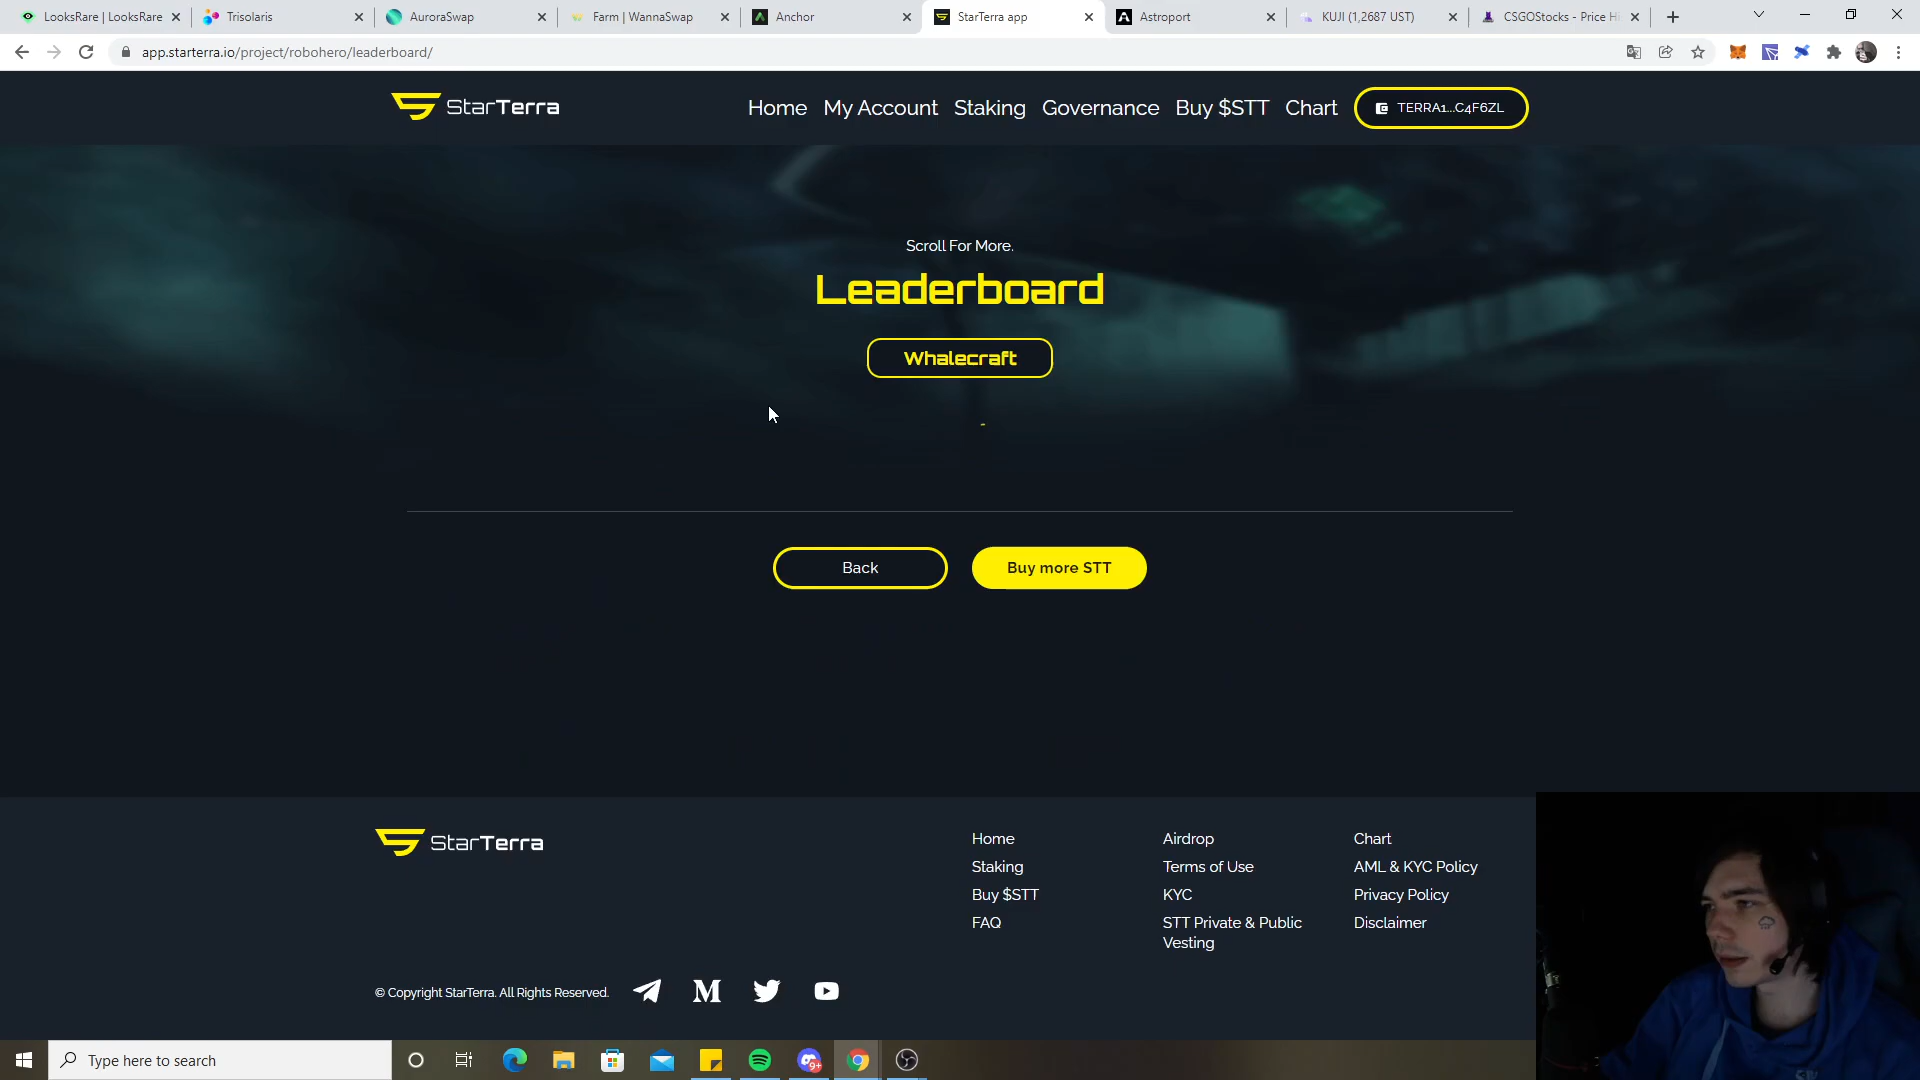 LooksRare | LooksRare
Trisolaris
AuroraSwap
Farm | WannaSwap
Anchor
StarTerra app
Astroport
KUJI (1,2687 UST)
CSGOStocks - Price Hi
app.starterra.io/project/robohero/leaderboard/
StarTerra
Home
My Account
Staking
Governance
Buy $STT
Chart
TERRA1...C4F6ZL
Scroll For More.
Leaderboard
Whalecraft
-
Back
Buy more STT
StarTerra
Home
Staking
Buy $STT
FAQ
Airdrop
Terms of Use
KYC
STT Private & Public
Vesting
Chart
AML & KYC Policy
Privacy Policy
Disclaimer
© Copyright StarTerra. All Rights Reserved.
Type here to search
9+